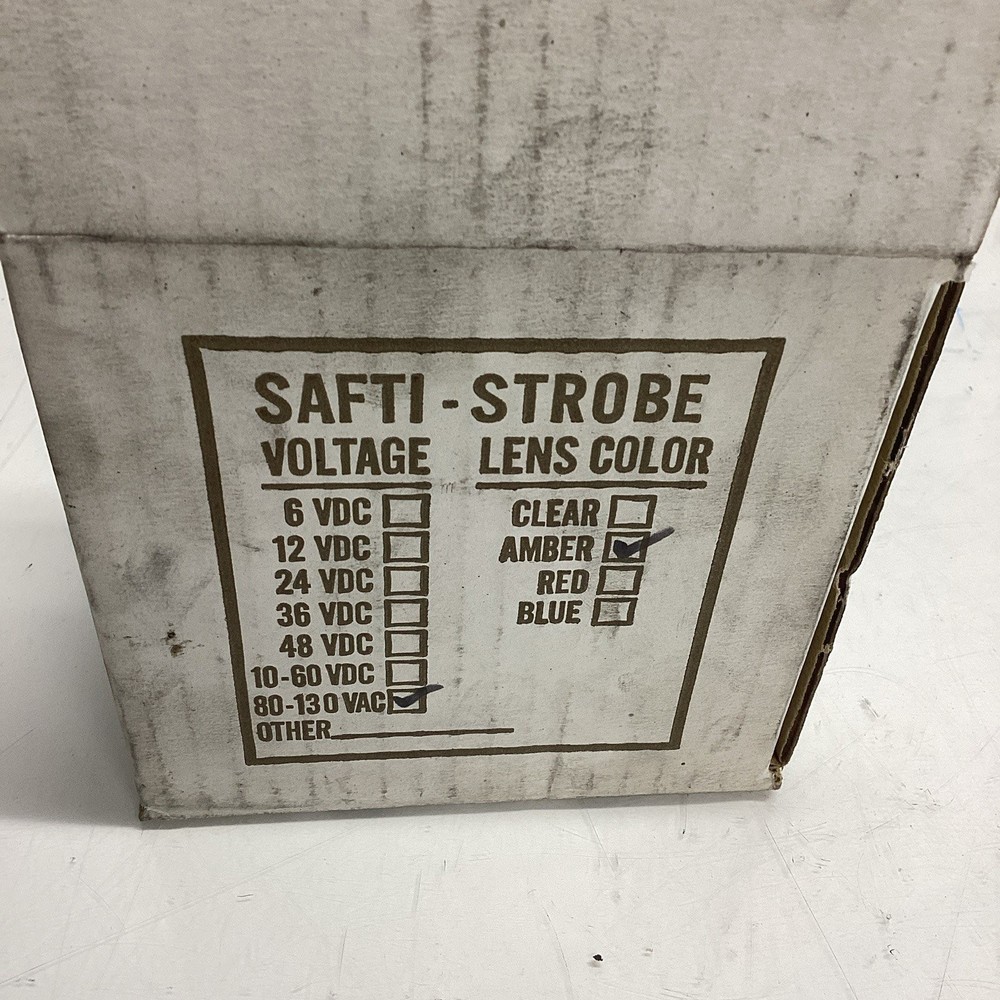 SAFTI - STROBE
VOLTAGE LENS COLOR
6 VDC CLEAR
12 VDC AMBER
24 VDC RED
36 VDC BLUE
48 VDC
10-60 VDC
80-130 VAC
OTHER